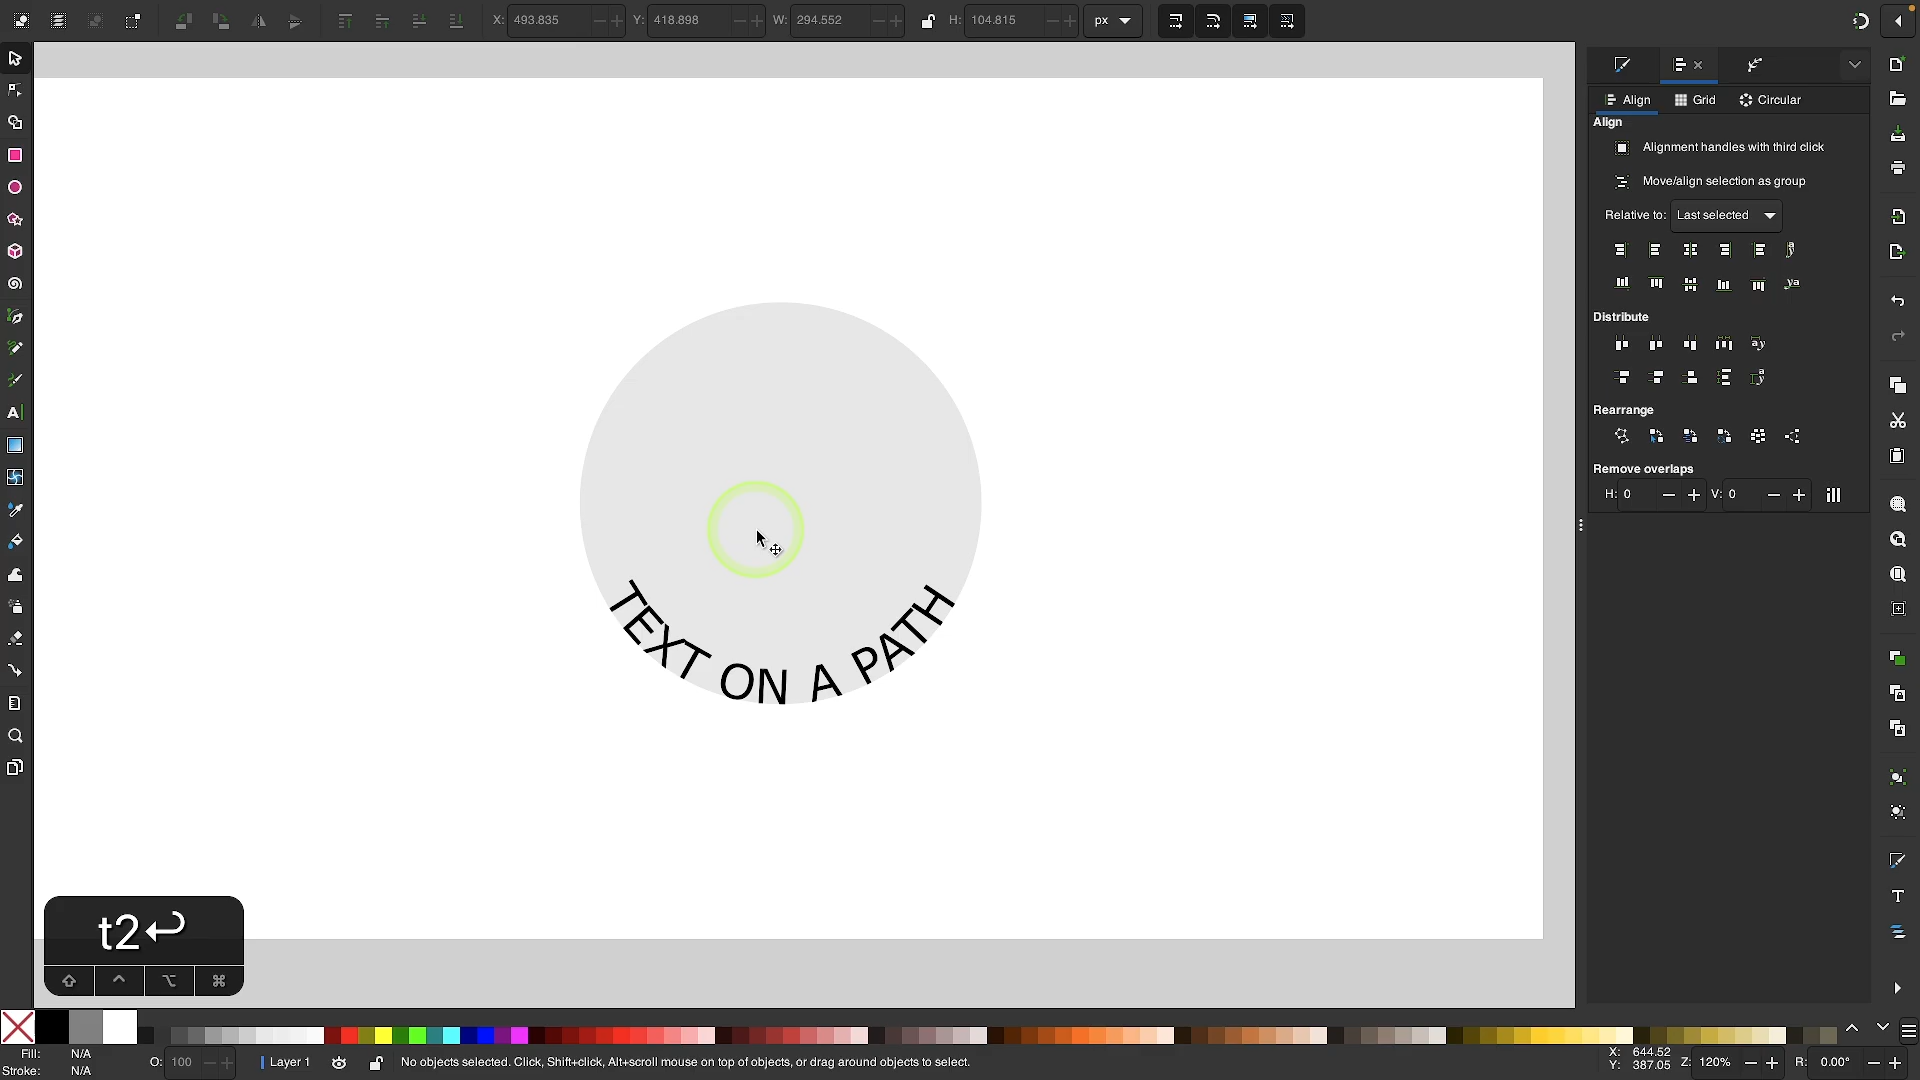 X: 493.835 Y: 418.898 W: 294.552 H: 104.815 px
Align Grid Circular
Align
Alignment handles with third click
Move/align selection as group
Relative to: Last selected
Distribute
Rearrange
Remove overlaps
H: 0 V: 0
TEXT ON A PATH
t2↩
Fill: N/A
Stroke: N/A
O: 100
Layer 1
No objects selected. Click, Shift+click, Alt+scroll mouse on top of objects, or drag around objects to select.
X: 644.52
Y: 387.05
Z: 120%
R: 0.00°